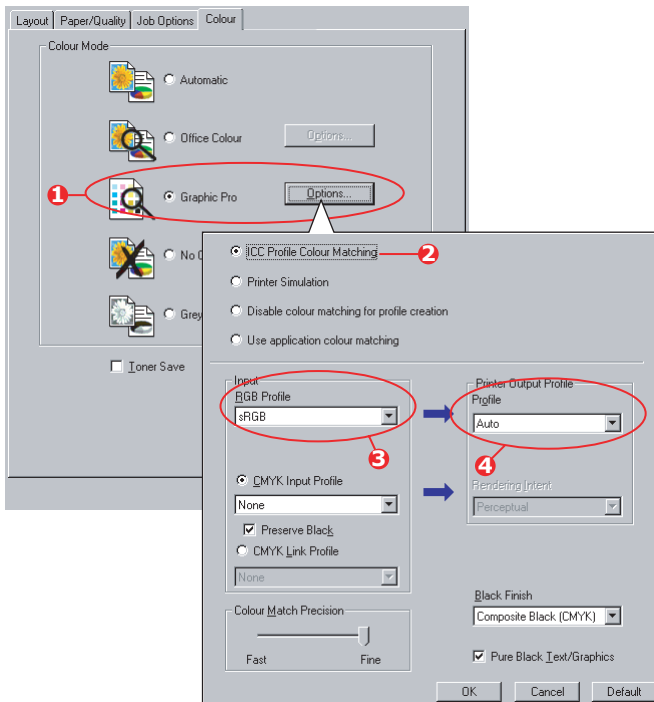 Layout Paper/Quality Job Options Colour
Colour Mode
Automatic
Office Colour Options...
1 Graphic Pro Options...
No C
Grey
Toner Save
ICC Profile Colour Matching 2
Printer Simulation
Disable colour matching for profile creation
Use application colour matching
Input
RGB Profile
sRGB
3
Printer Output Profile
Profile
Auto
4
CMYK Input Profile
None
Preserve Black
CMYK Link Profile
None
Rendering Intent
Perceptual
Colour Match Precision
Fast Fine
Black Finish
Composite Black (CMYK)
Pure Black Text/Graphics
OK Cancel Default